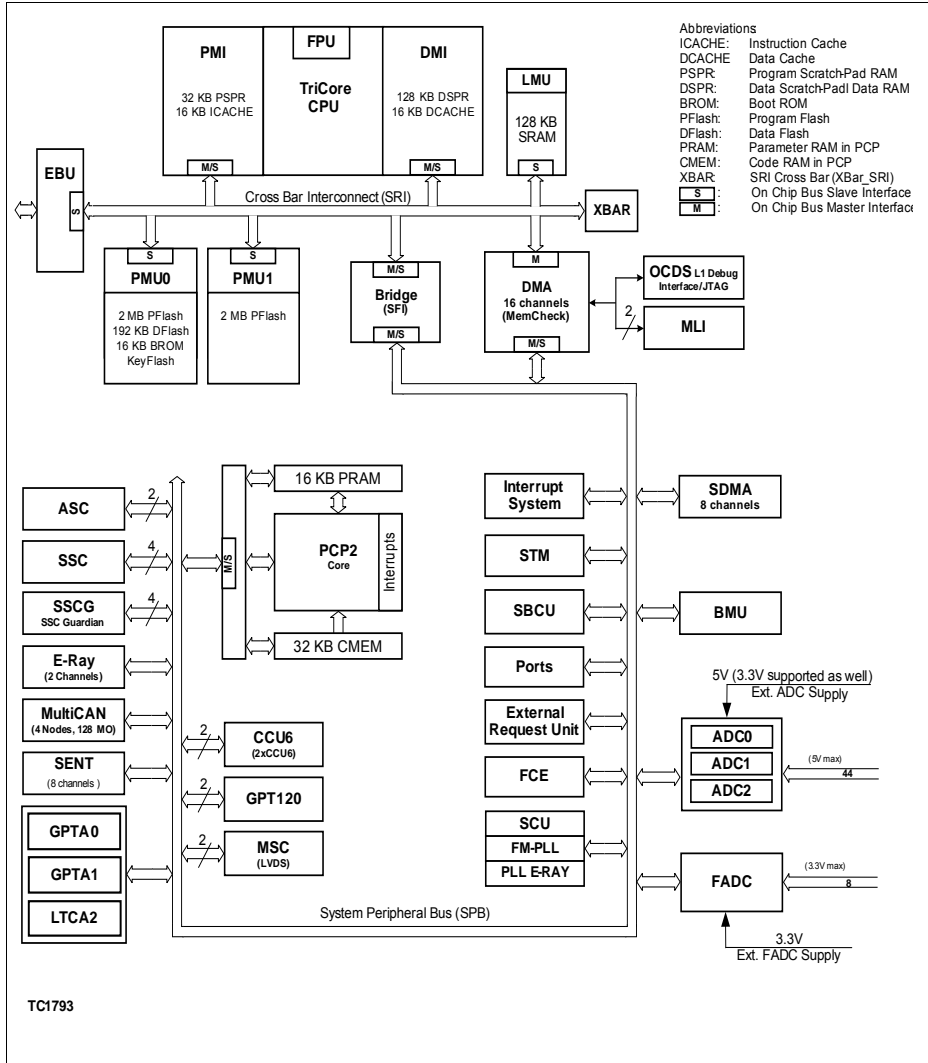 Abbreviations
ICACHE: Instruction Cache
DCACHE Data Cache
PSPR: Program Scratch-Pad RAM
DSPR: Data Scratch-Padl Data RAM
BROM: Boot ROM
PFlash: Program Flash
DFlash: Data Flash
PRAM: Parameter RAM in PCP
CMEM: Code RAM in PCP
XBAR: SRI Cross Bar (XBar_SRI)
S : On Chip Bus Slave Interface
M : On Chip Bus Master Interface
PMI
32 KB PSPR
16 KB ICACHE
M/S
FPU
TriCore
CPU
DMI
128 KB DSPR
16 KB DCACHE
M/S
LMU
128 KB
SRAM
S
EBU
S
Cross Bar Interconnect (SRI)
XBAR
S
PMU0
2 MB PFlash
192 KB DFlash
16 KB BROM
KeyFlash
S
PMU1
2 MB PFlash
M/S
Bridge
(SFI)
M/S
M
DMA
16 channels
(MemCheck)
M/S
OCDS L1 Debug
Interface/JTAG
2
MLI
ASC
2
SSC
4
SSCG
SSC Guardian
4
E-Ray
(2 Channels)
MultiCAN
(4 Nodes, 128 MO)
SENT
(8 channels )
GPTA0
GPTA1
LTCA2
M/S
16 KB PRAM
PCP2
Core
Interrupts
32 KB CMEM
2
CCU6
(2xCCU6)
2
GPT120
2
MSC
(LVDS)
Interrupt
System
STM
SBCU
Ports
External
Request Unit
FCE
SCU
FM-PLL
PLL E-RAY
SDMA
8 channels
BMU
5V (3.3V supported as well)
Ext. ADC Supply
ADC0
ADC1
ADC2
(5V max)
44
FADC
(3.3V max)
8
3.3V
Ext. FADC Supply
System Peripheral Bus (SPB)
TC1793